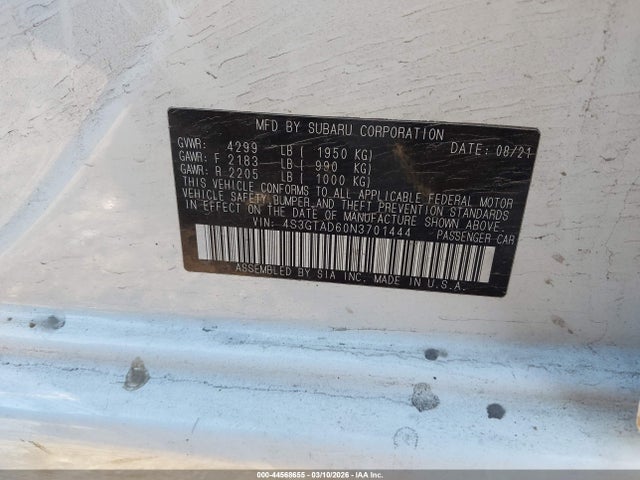 MFD BY SUBARU CORPORATION
DATE: 08/21
GVWR: 4299 LB ( 1950 KG)
GAWR: F 2183 LB ( 990 KG)
GAWR: R 2205 LB ( 1000 KG)
THIS VEHICLE CONFORMS TO ALL APPLICABLE FEDERAL MOTOR
VEHICLE SAFETY, BUMPER, AND THEFT PREVENTION STANDARDS
IN EFFECT ON THE DATE OF MANUFACTURE SHOWN ABOVE.
VIN: 4S3GTAD60N3701444 PASSENGER CAR
ASSEMBLED BY SIA INC. MADE IN U.S.A.
000-44568655 - 03/10/2026 - IAA Inc.